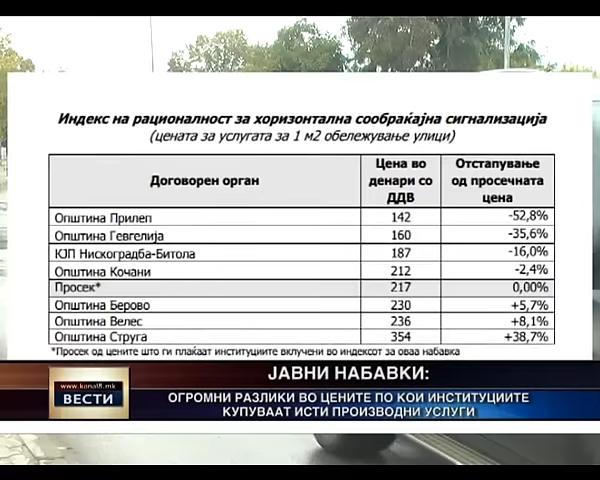 Индекс на рационалност за хоризонтална сообраќајна сигнализација
(цената за услугата за 1 м2 обележување улици)
Договорен орган Цена во денари со ДДВ Отстапување од просечната цена
Општина Прилеп 142 -52,8%
Општина Гевгелија 160 -35,6%
КЈП Нискоградба-Битола 187 -16,0%
Општина Кочани 212 -2,4%
Просек* 217 0,00%
Општина Берово 230 +5,7%
Општина Велес 236 +8,1%
Општина Струга 354 +38,7%
*Просек од цените што ги плаќаат институциите вклучени во индексот за оваа набавка
www.kanal8.mk
ВЕСТИ
ЈАВНИ НАБАВКИ:
ОГРОМНИ РАЗЛИКИ ВО ЦЕНИТЕ ПО КОИ ИНСТИТУЦИИТЕ
КУПУВААТ ИСТИ ПРОИЗВОДНИ УСЛУГИ